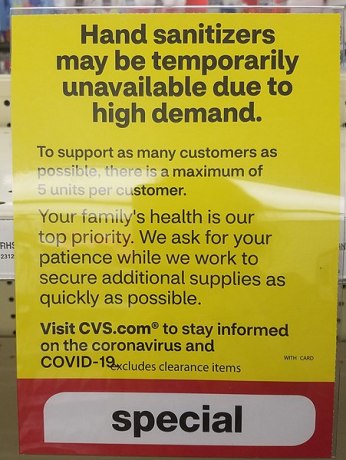 Hand sanitizers
may be temporarily
unavailable due to
high demand.
To support as many customers as
possible, there is a maximum of
5 units per customer.
Your family's health is our
top priority. We ask for your
patience while we work to
secure additional supplies as
quickly as possible.
Visit CVS.com® to stay informed
on the coronavirus and
COVID-19.
WITH CARD
excludes clearance items
special
RHS
2312